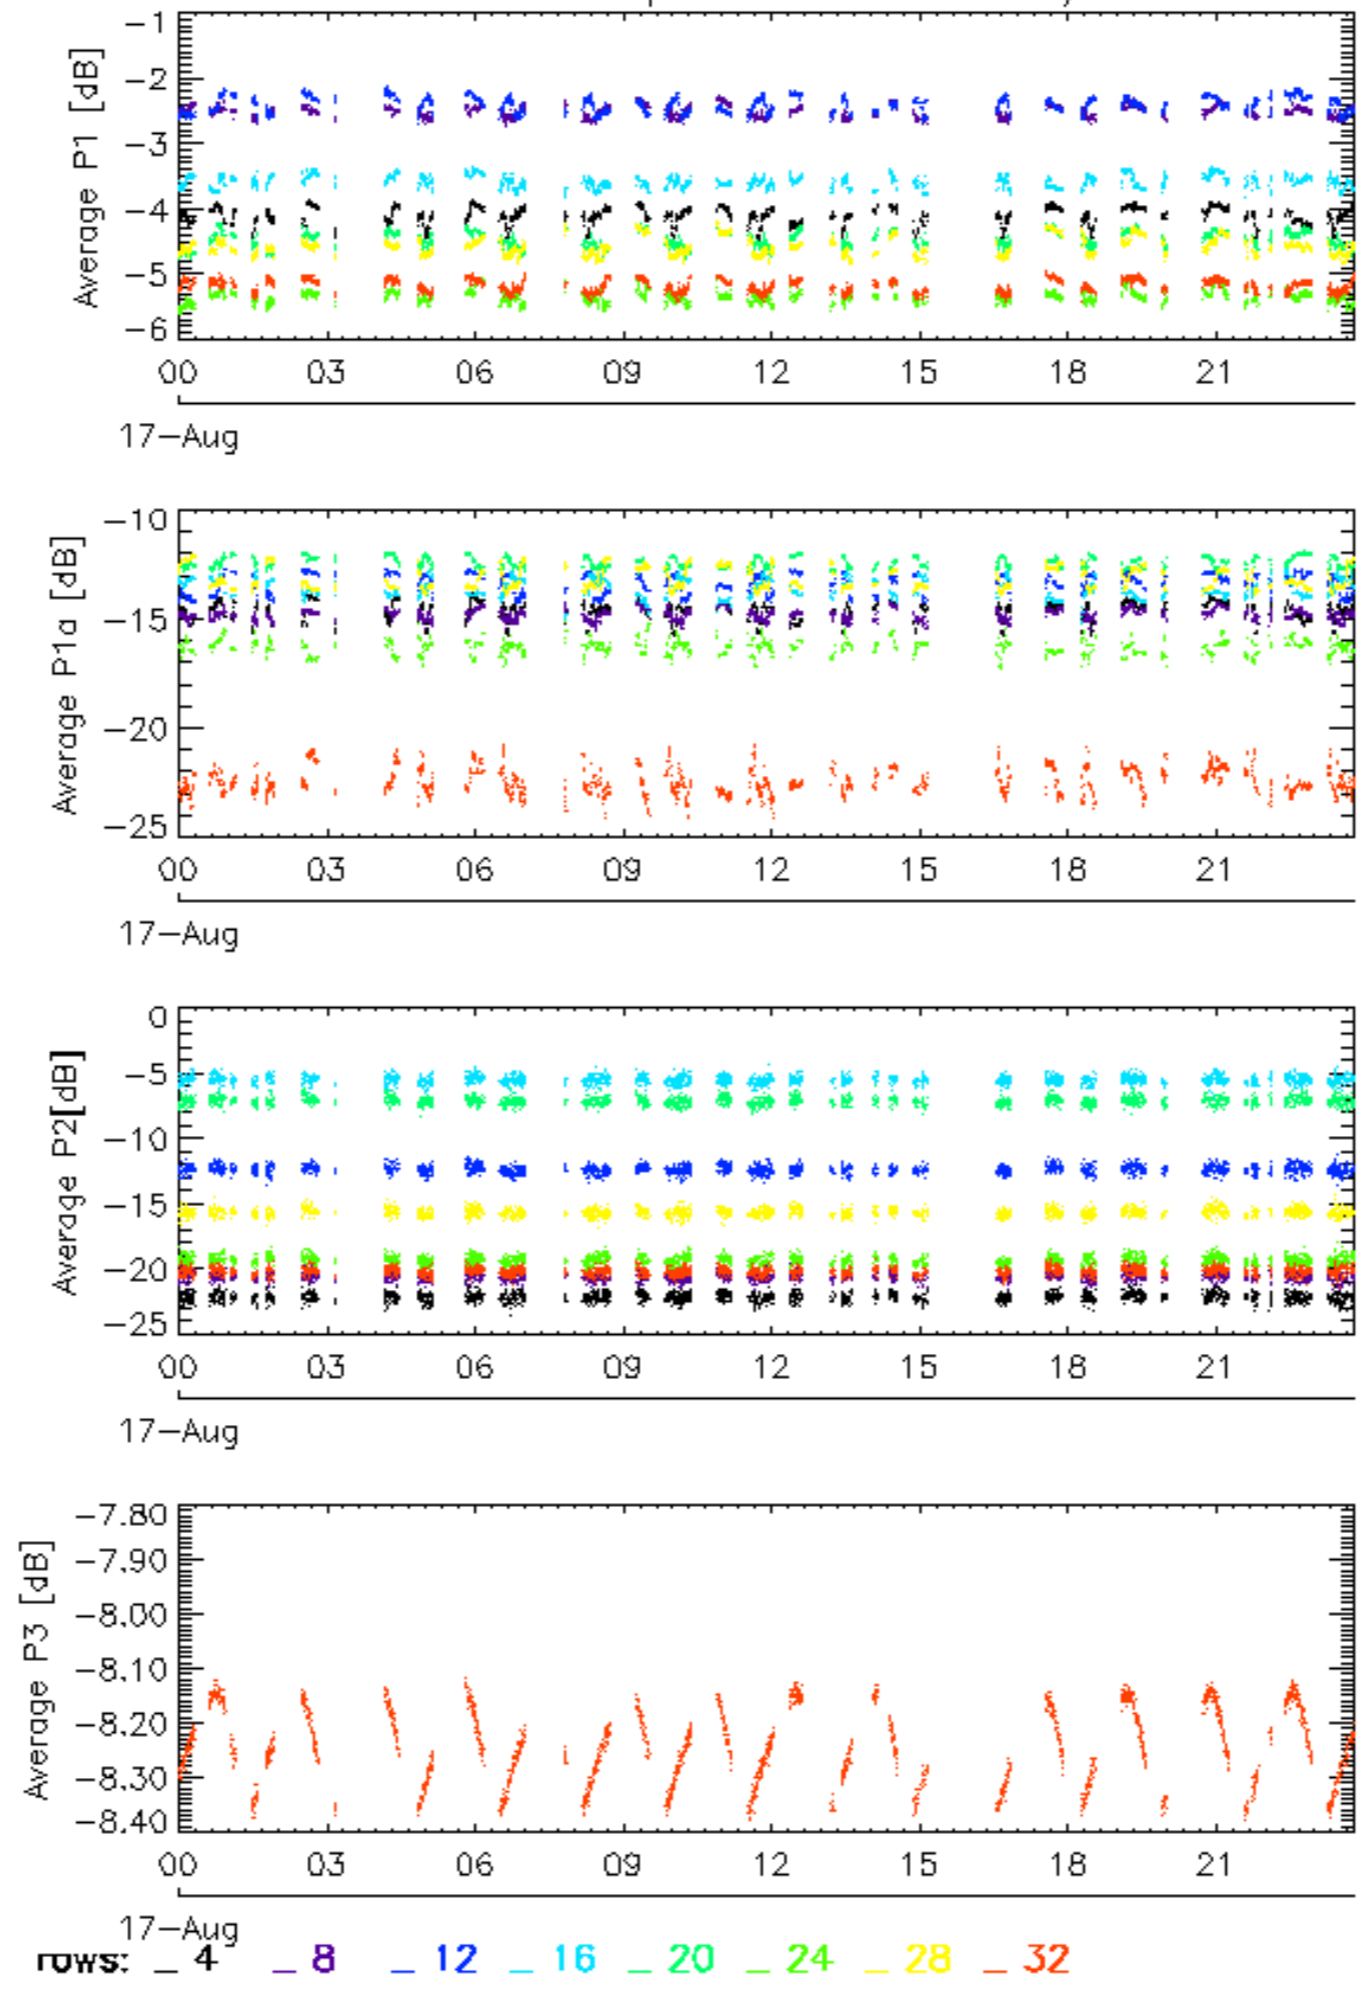 Average P1 [dB]
−1
−2
−3
−4
−5
−6
00 03 06 09 12 15 18 21
17−Aug
Average P1a [dB]
−10
−15
−20
−25
00 03 06 09 12 15 18 21
17−Aug
Average P2[dB]
0
−5
−10
−15
−20
−25
00 03 06 09 12 15 18 21
17−Aug
Average P3 [dB]
−7.80
−7.90
−8.00
−8.10
−8.20
−8.30
−8.40
00 03 06 09 12 15 18 21
17−Aug
rows: _ 4 _ 8 _ 12 _ 16 _ 20 _ 24 _ 28 _ 32